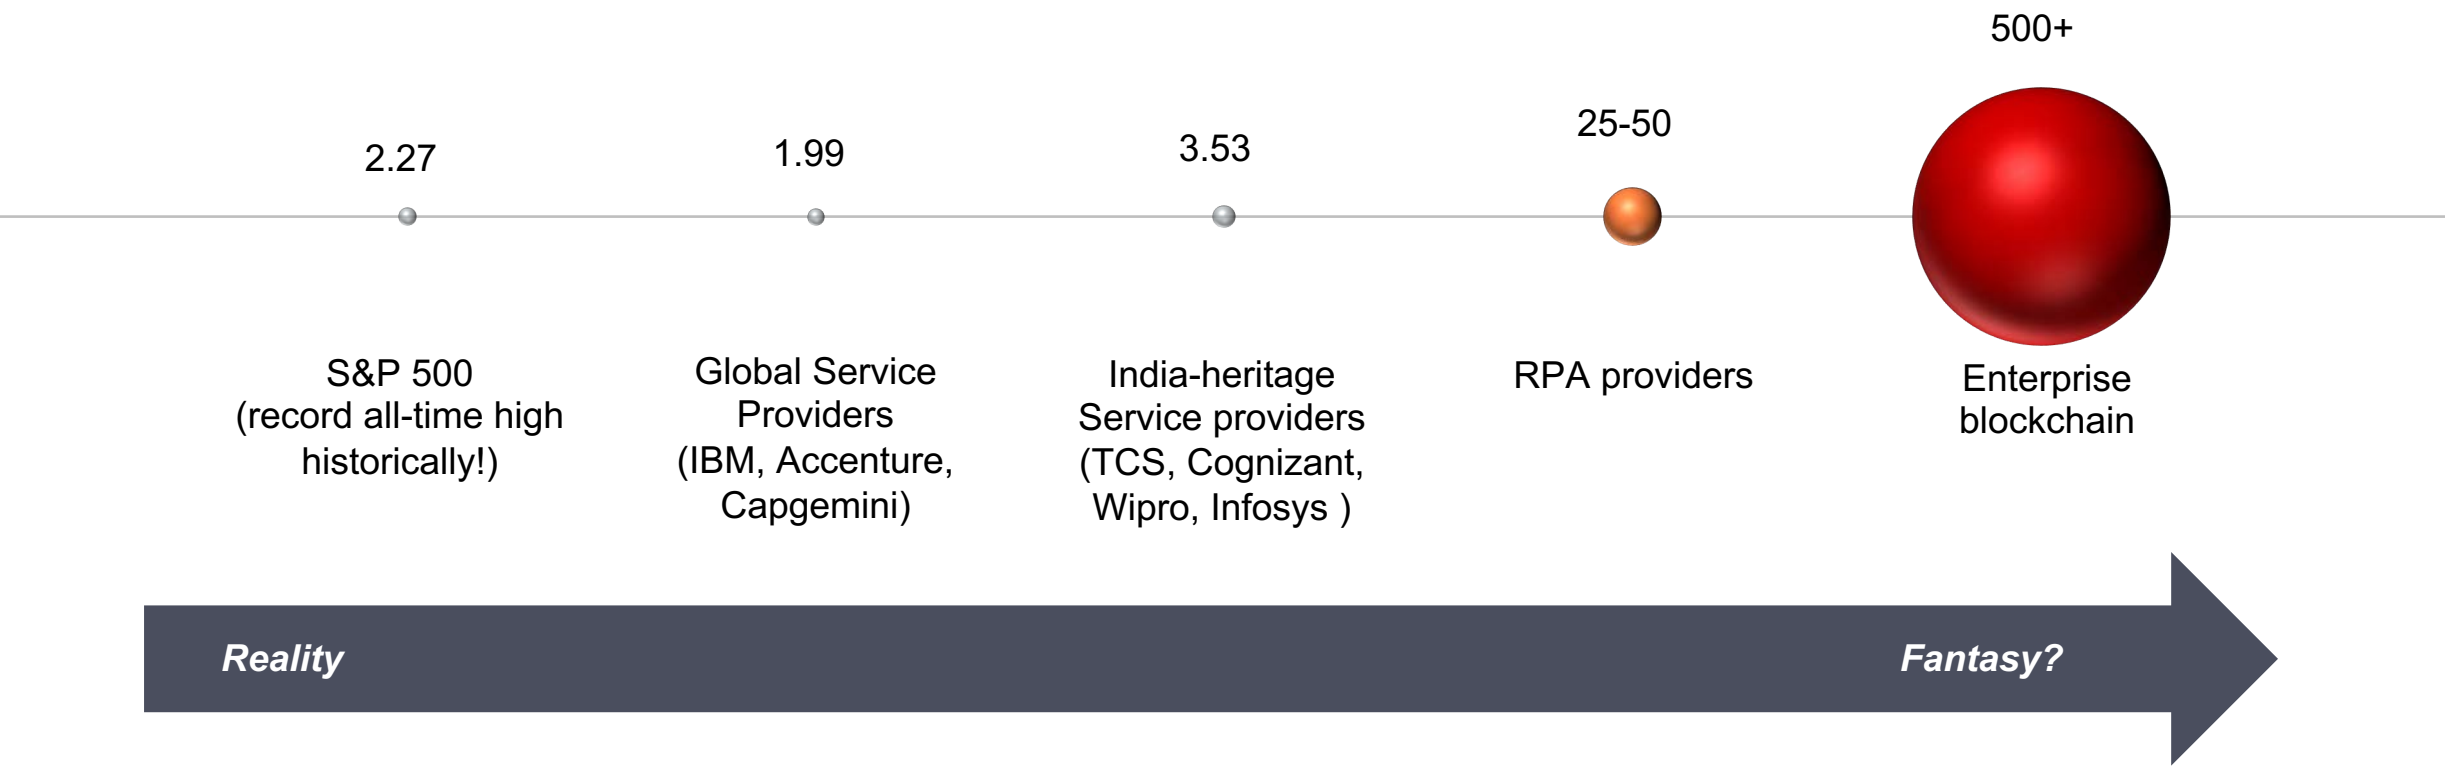 500+
25-50
3.53
1.99
2.27
S&P 500
(record all-time high
historically!)
Global Service
Providers
(IBM, Accenture,
Capgemini)
India-heritage
Service providers
(TCS, Cognizant,
Wipro, Infosys )
RPA providers
Enterprise
blockchain
Reality
Fantasy?